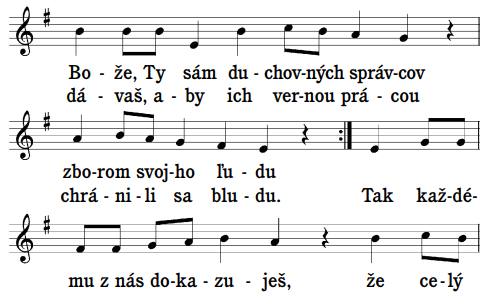 Bo - že, Ty sám du - chov - ných správ - cov
dá - vaš, a - by ich ver - nou prá - cou
zbo - rom svoj - ho ľu - du
chrá - ni - li sa blu - du. Tak kaž - dé-
mu z nás do - ka - zu - ješ, že ce - lý